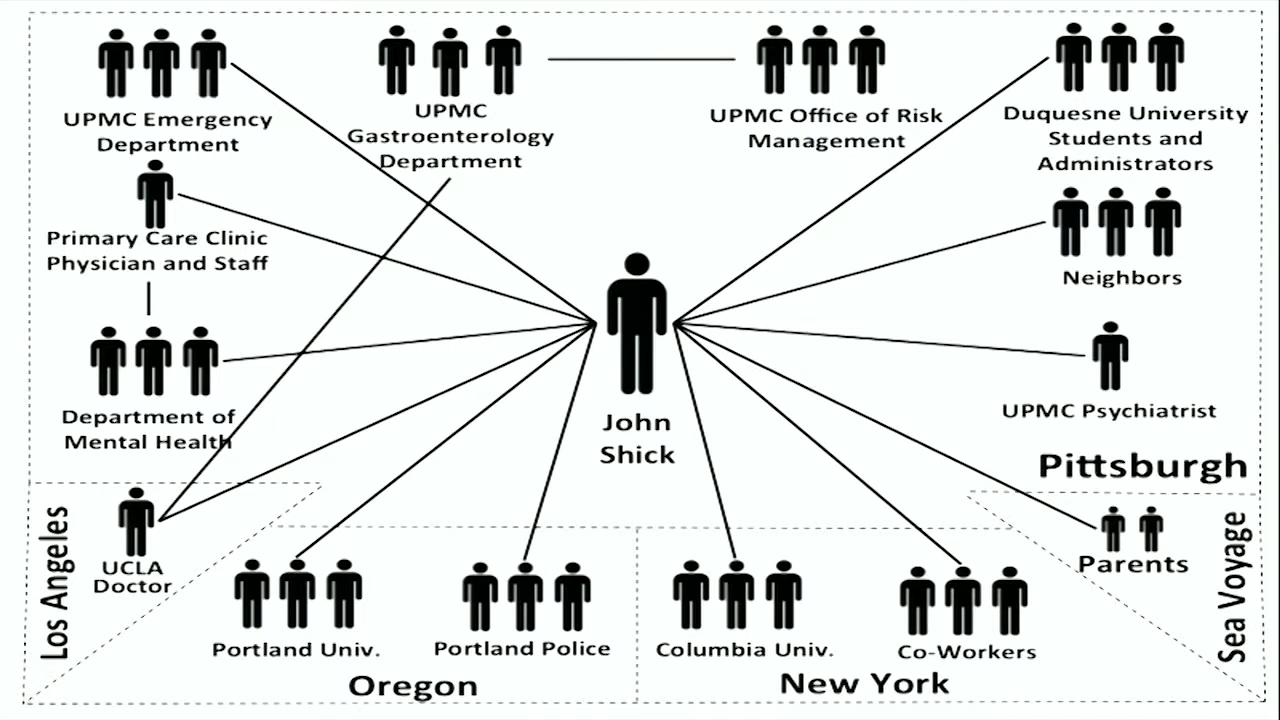 UPMC Emergency
Department
UPMC
Gastroenterology
Department
UPMC Office of Risk
Management
Duquesne University
Students and
Administrators
Primary Care Clinic
Physician and Staff
Neighbors
Department of
Mental Health
John
Shick
UPMC Psychiatrist
Pittsburgh
Los Angeles
UCLA
Doctor
Parents
Sea Voyage
Portland Univ.
Portland Police
Columbia Univ.
Co-Workers
Oregon
New York